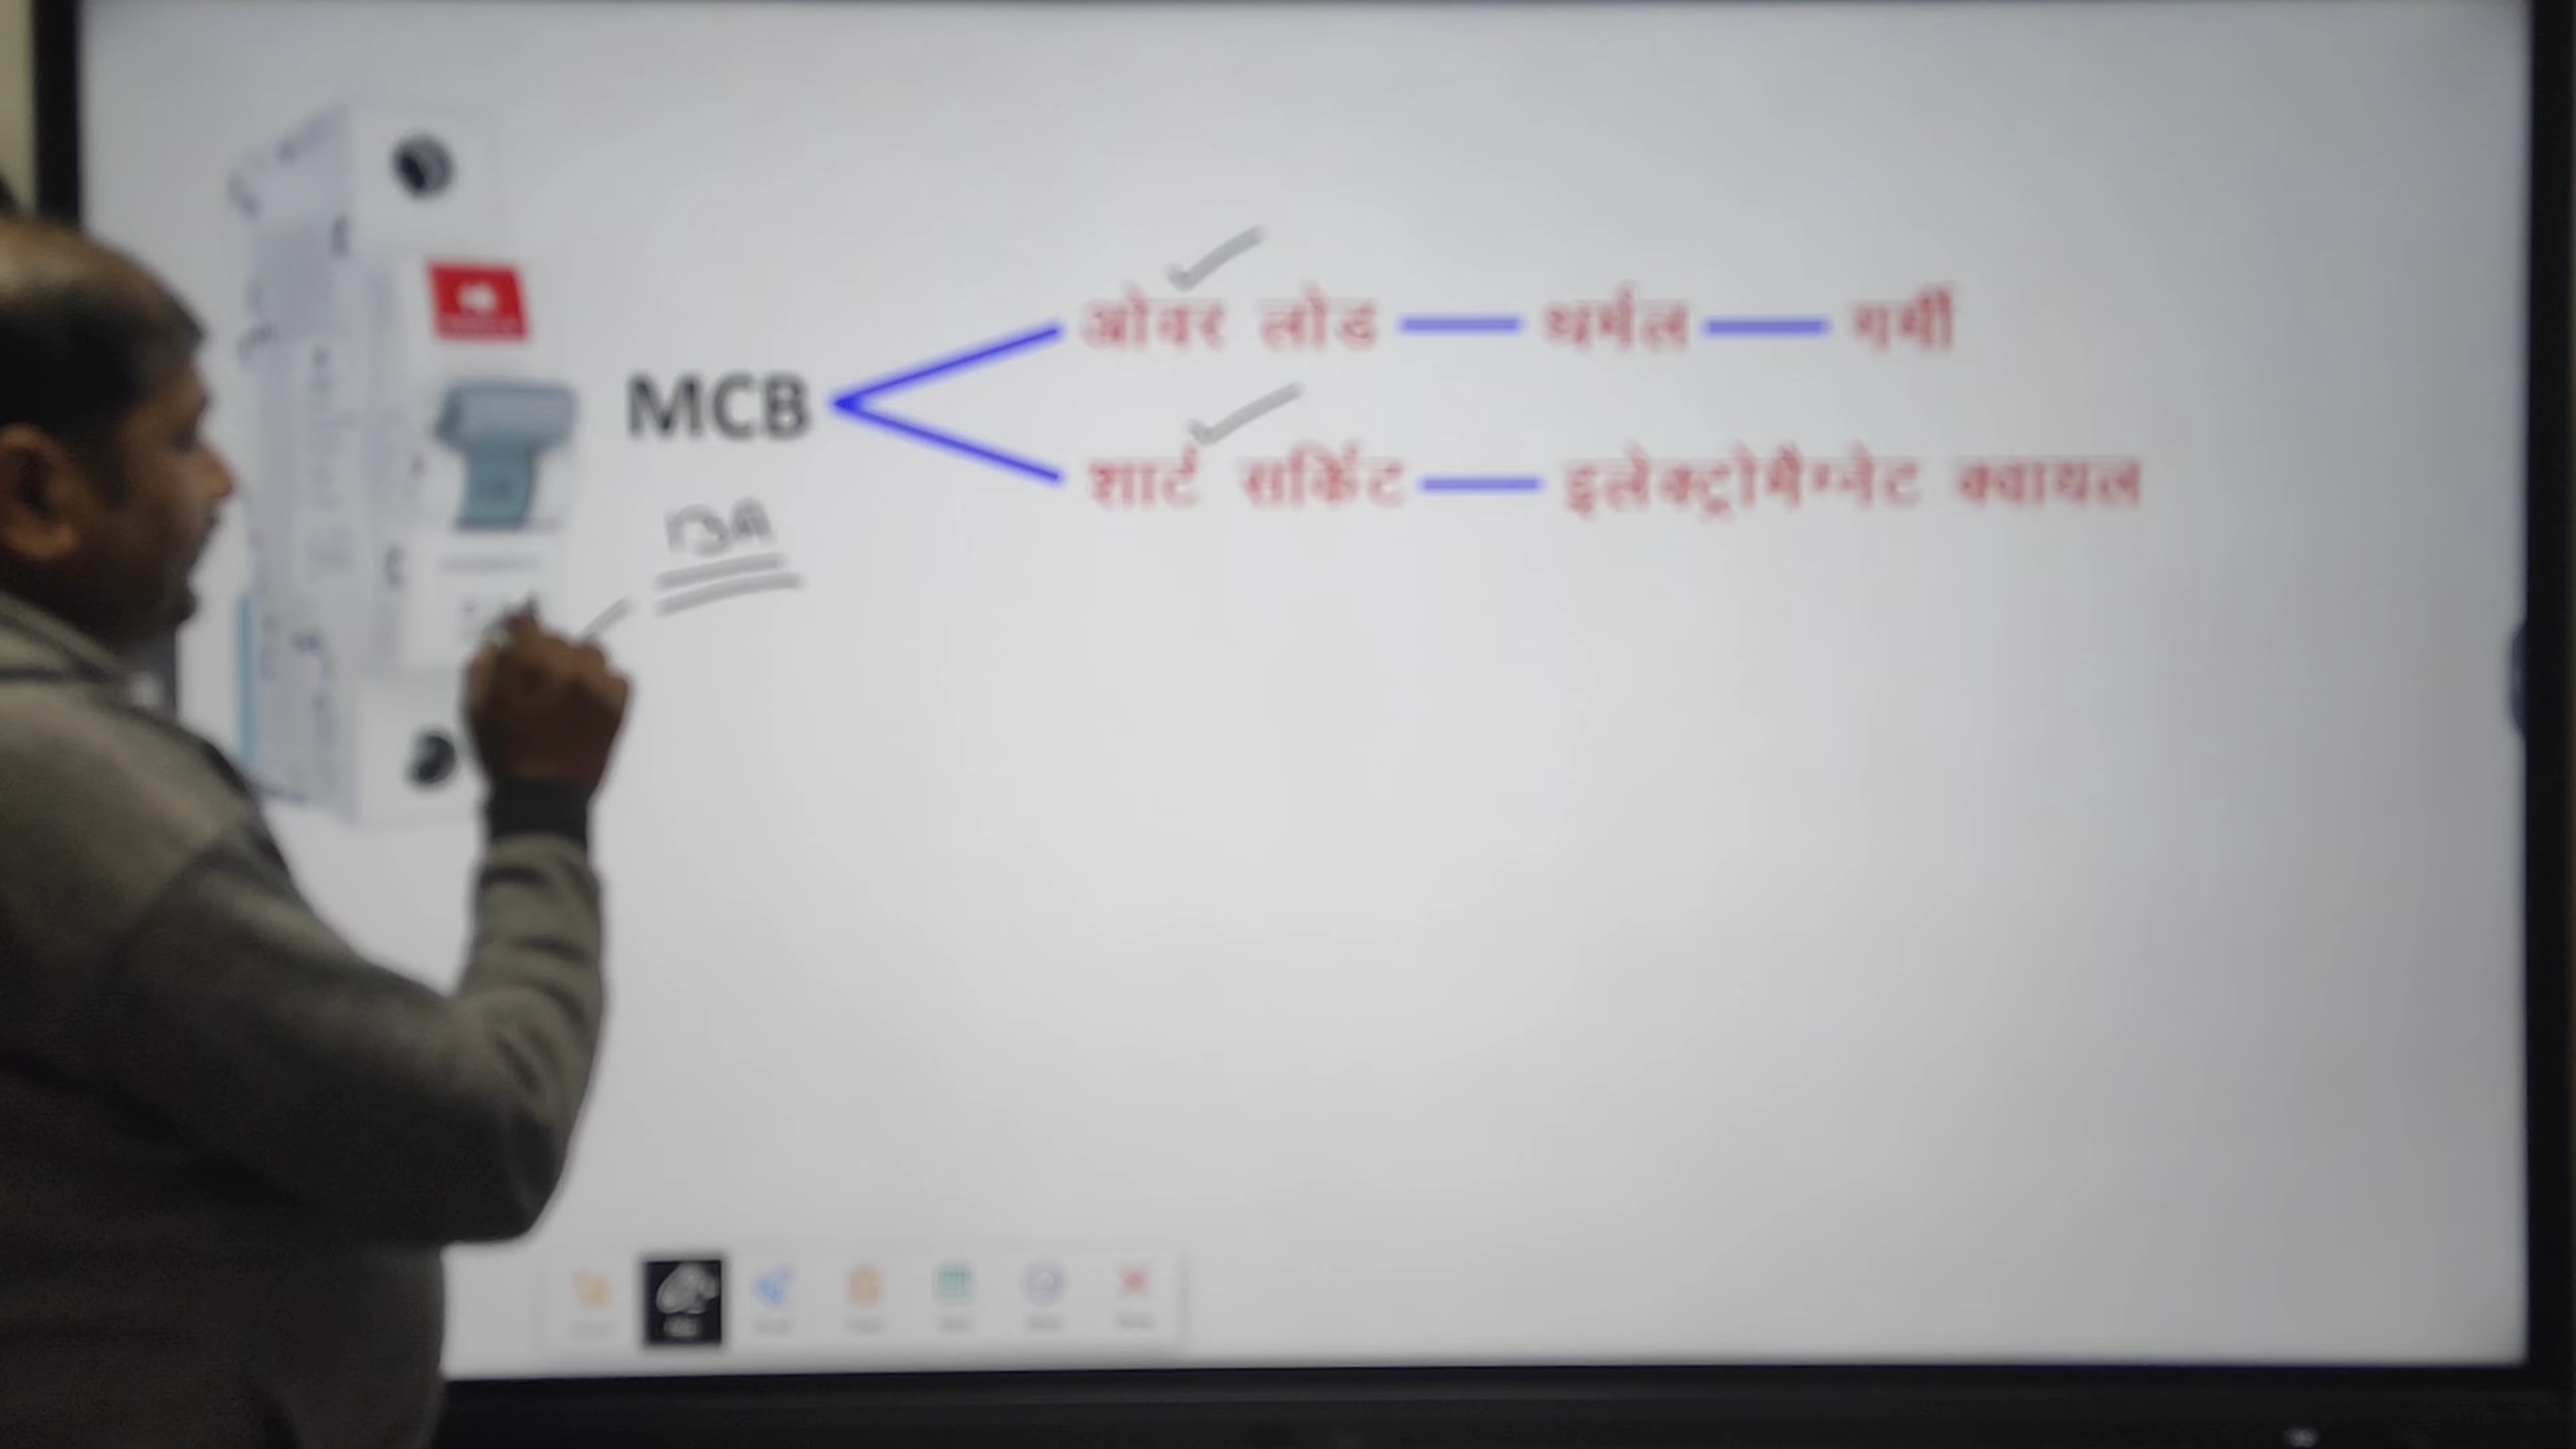 ओवर लोड — थर्मल — गर्मी
MCB
शार्ट सर्किट — इलेक्ट्रोमैग्नेट क्वायल